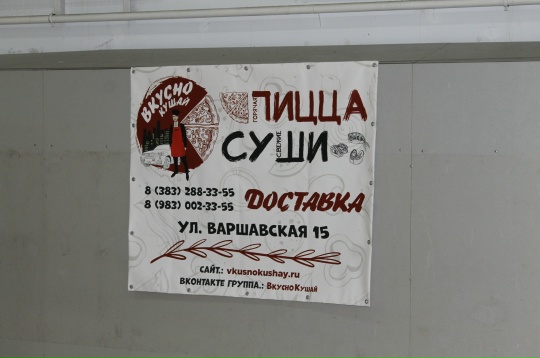 ВКУСНО
КУШАЙ
ГОРЯЧАЯ
ПИЦЦА
СВЕЖИЕ
СУШИ
8 (383) 288-33-55
8 (983) 002-33-55
ДОСТАВКА
УЛ. ВАРШАВСКАЯ 15
САЙТ.: vkusnokushay.ru
ВКОНТАКТЕ ГРУППА.: ВКУСНОКУШАЙ